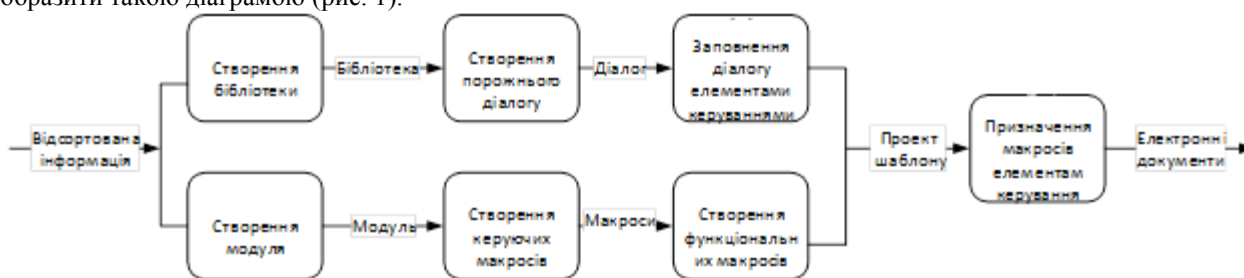 образити такою діаграмою (рис. 1).
Створення
бібліотеки
Бібліотека
Створення
порожнього
діалогу
Діалог
Заповнення
діалогу
елементами
керуваннями
Відсортована
інформація
Проект
шаблону
Призначення
макросів
елементам
керування
Електронні
документи
Створення
модуля
Модуль
Створення
керуючих
макросів
Макроси
Створення
функціональн
их макросів